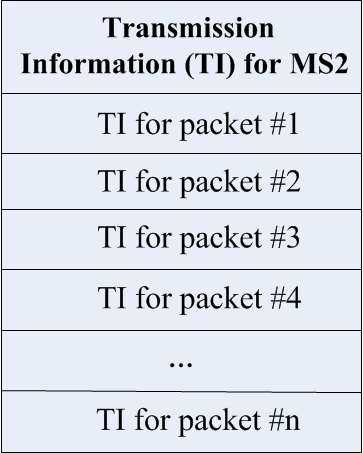 Transmission
Information (TI) for MS2
TI for packet #1
TI for packet #2
TI for packet #3
TI for packet #4
...
TI for packet #n